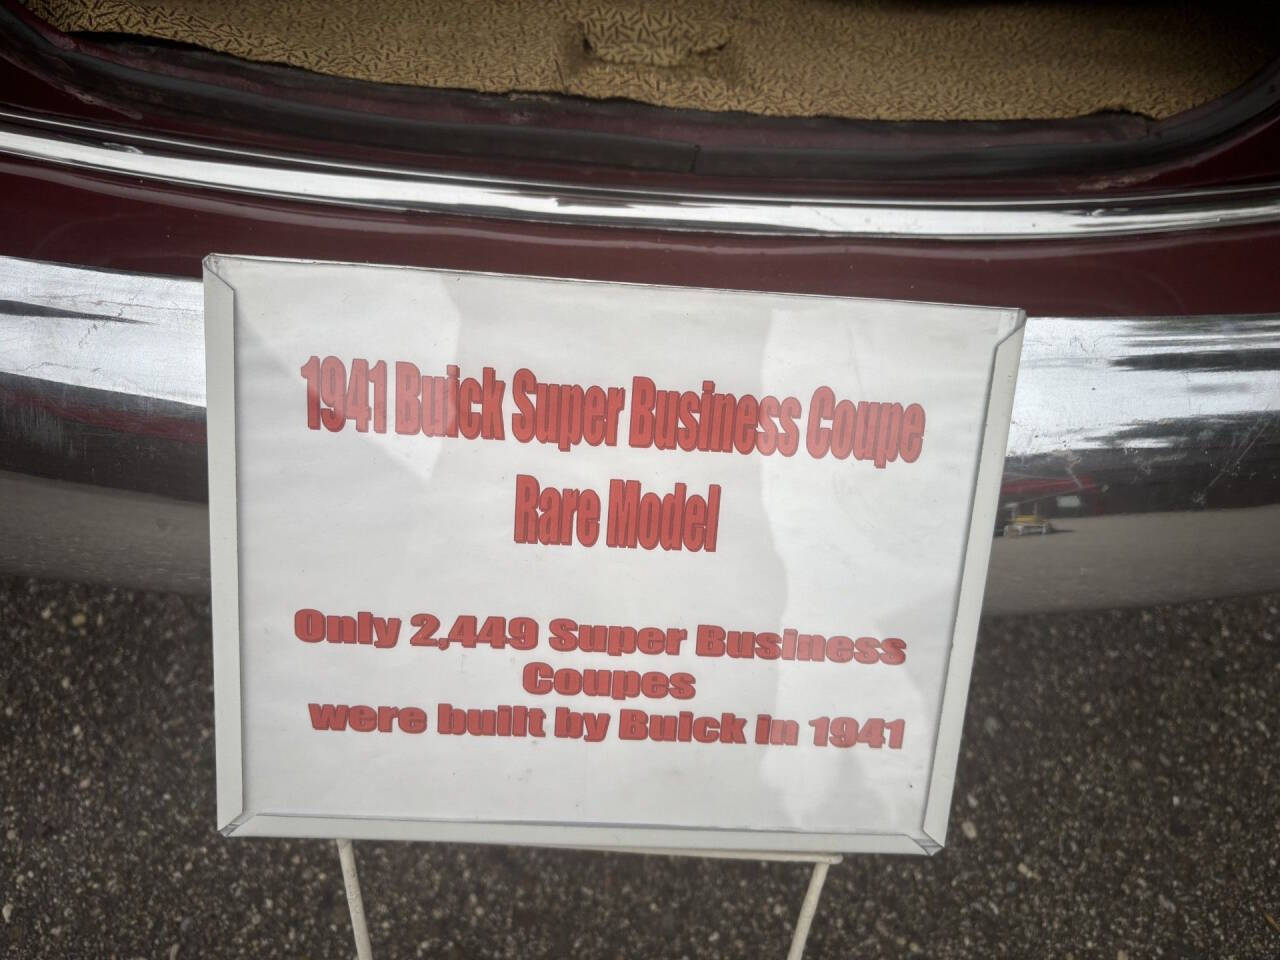 1941 Buick Super Business Coupe
Rare Model
Only 2,449 Super Business
Coupes
were built by Buick in 1941